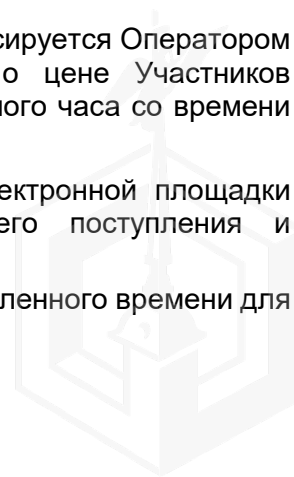 сируется Оператором
о цене Участников
ного часа со времени
ектронной площадки
его поступления и
ленного времени для